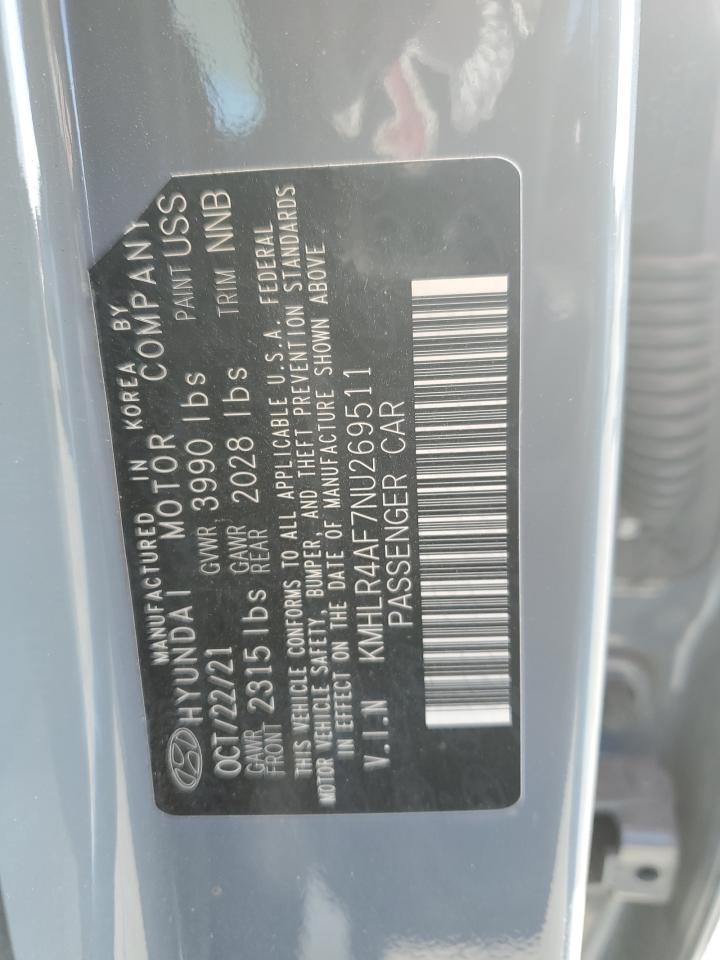 MANUFACTURED IN KOREA BY
HYUNDAI MOTOR COMPANY
OCT/22/21 GVWR 3990 lbs PAINT USS
GAWR FRONT 2315 lbs GAWR REAR 2028 lbs TRIM NNB
THIS VEHICLE CONFORMS TO ALL APPLICABLE U.S.A. FEDERAL
MOTOR VEHICLE SAFETY, BUMPER, AND THEFT PREVENTION STANDARDS
IN EFFECT ON THE DATE OF MANUFACTURE SHOWN ABOVE
V.I.N KMHLR4AF7NU269511
PASSENGER CAR